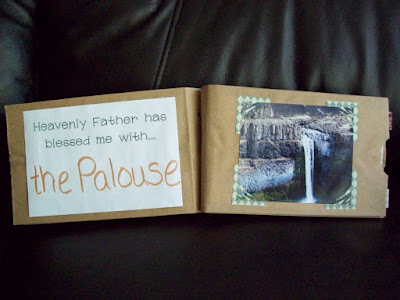 Heavenly Father has
blessed me with...
the Palouse